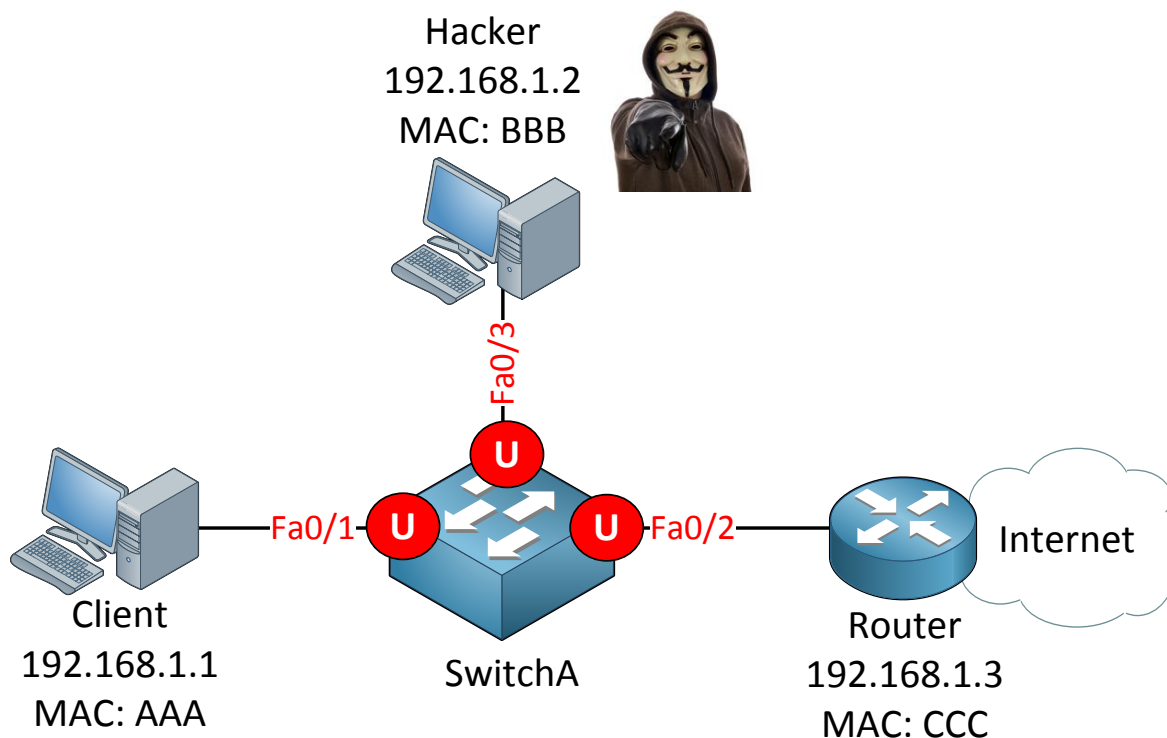 Hacker
192.168.1.2
MAC: BBB
Fa0/3
U
U
U
Fa0/1
Fa0/2
Internet
Client
192.168.1.1
MAC: AAA
SwitchA
Router
192.168.1.3
MAC: CCC